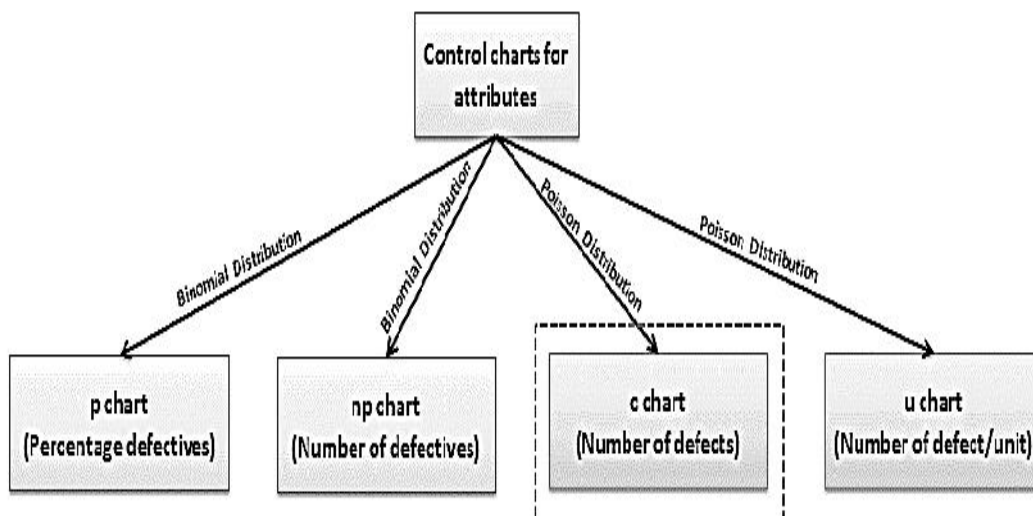 Control charts for
attributes
Binomial Distribution
Binomial Distribution
Poisson Distribution
Poisson Distribution
p chart
(Percentage defectives)
np chart
(Number of defectives)
c chart
(Number of defects)
u chart
(Number of defect/unit)